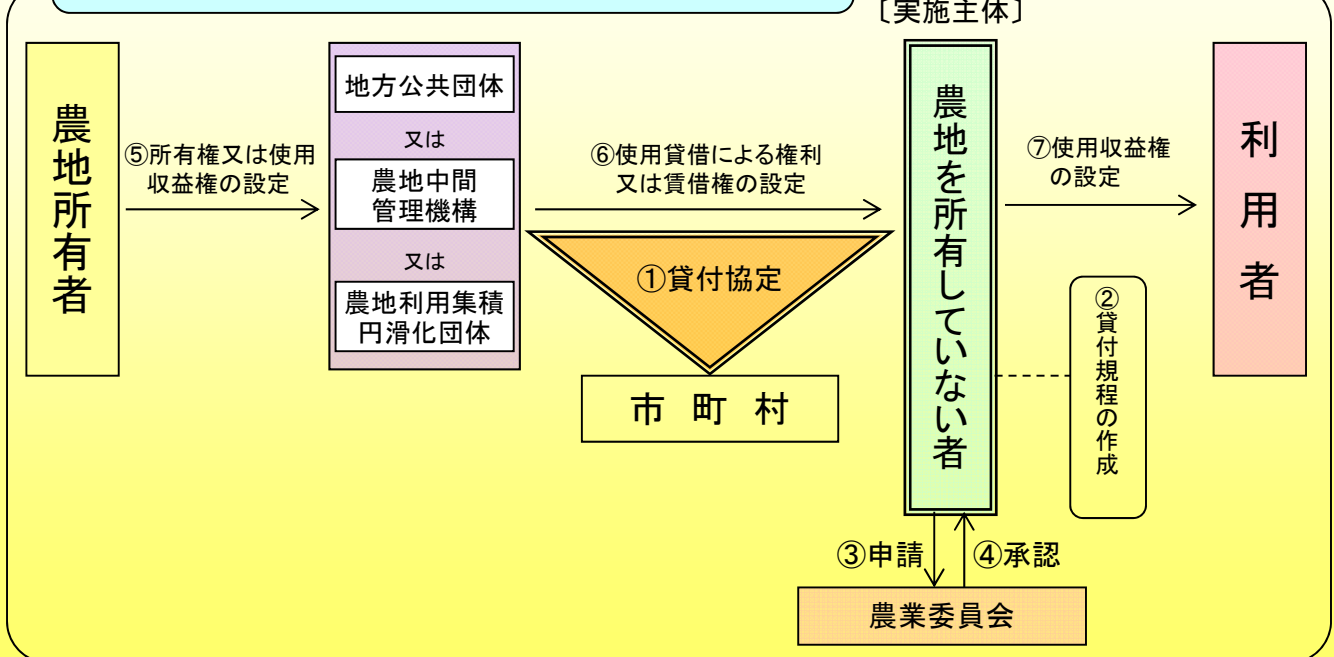 〔実施主体〕
農地所有者
⑤所有権又は使用
収益権の設定
地方公共団体
又は
農地中間
管理機構
又は
農地利用集積
円滑化団体
⑥使用貸借による権利
又は賃借権の設定
①貸付協定
市町村
農地を所有していない者
⑦使用収益権
の設定
②貸付規程の作成
利用者
③申請
④承認
農業委員会